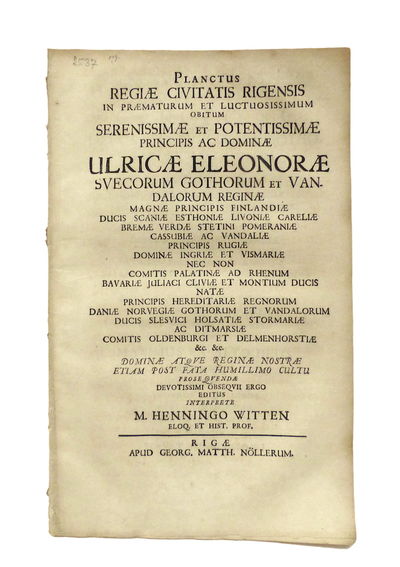 2537
PLANCTUS
REGIÆ CIVITATIS RIGENSIS
IN PRÆMATURUM ET LUCTUOSISSIMUM
OBITUM
SERENISSIMÆ ET POTENTISSIMÆ
PRINCIPIS AC DOMINÆ
ULRICÆ ELEONORÆ
SVECORUM GOTHORUM ET VAN-
DALORUM REGINÆ
MAGNÆ PRINCIPIS FINLANDIÆ
DUCIS SCANIÆ ESTHONIÆ LIVONIÆ CARELIÆ
BREMÆ VERDÆ STETINI POMERANIÆ
CASSUBIÆ AC VANDALIÆ
PRINCIPIS RUGIÆ
DOMINÆ INGRIÆ ET VISMARIÆ
NEC NON
COMITIS PALATINÆ AD RHENUM
BAVARIÆ JULIACI CLIVIÆ ET MONTIUM DUCIS
NATÆ
PRINCIPIS HEREDITARIÆ REGNORUM
DANIÆ NORVEGIÆ GOTHORUM ET VANDALORUM
DUCIS SLESVICI HOLSATIÆ STORMARIÆ
AC DITMARSIÆ
COMITIS OLDENBURGI ET DELMENHORSTIÆ
&c. &c.
DOMINÆ ATQVE REGINÆ NOSTRÆ
ETIAM POST FATA HUMILLIMO CULTU
PROSEQVENDÆ
DEVOTISSIMI OBSEQVII ERGO
EDITUS
INTERPRETE
M. HENNINGO WITTEN
ELOQ. ET HIST. PROF.
RIGÆ
APUD GEORG. MATTH. NÖLLERUM.